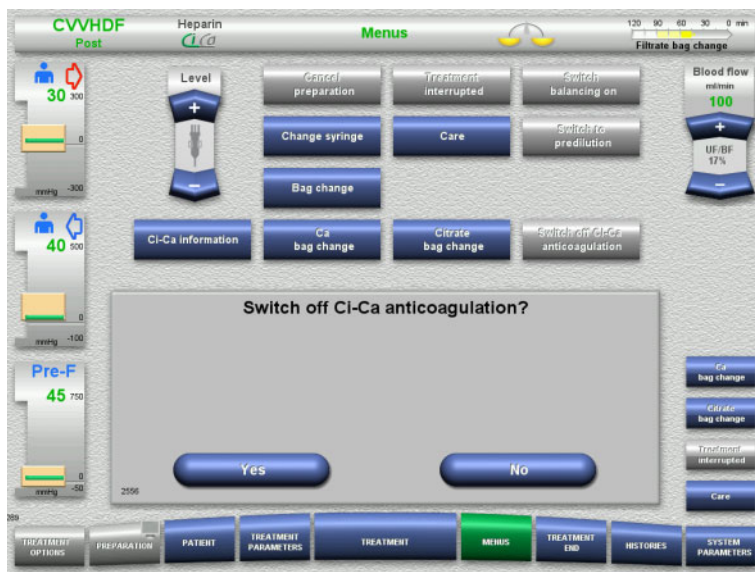 CVVHDF
Post
Heparin
Ci Ca
Menus
120 90 60 30 0 min
Filtrate bag change
30
300
0
mmHg
-300
Level
+
−
Cancel
preparation
Treatment
interrupted
Switch
balancing on
Change syringe
Care
Switch to
predilution
Bag change
Ci-Ca information
Ca
bag change
Citrate
bag change
Switch off Ci-Ca
anticoagulation
Blood flow
ml/min
100
+
UF/BF
17%
−
40
500
0
-100
mmHg
Switch off Ci-Ca anticoagulation?
Yes
No
2556
Pre-F
45
750
0
mmHg
-50
Ca
bag change
Citrate
bag change
Treatment
interrupted
Care
TREATMENT
OPTIONS
PREPARATION
PATIENT
TREATMENT
PARAMETERS
TREATMENT
MENUS
TREATMENT
END
HISTORIES
SYSTEM
PARAMETERS